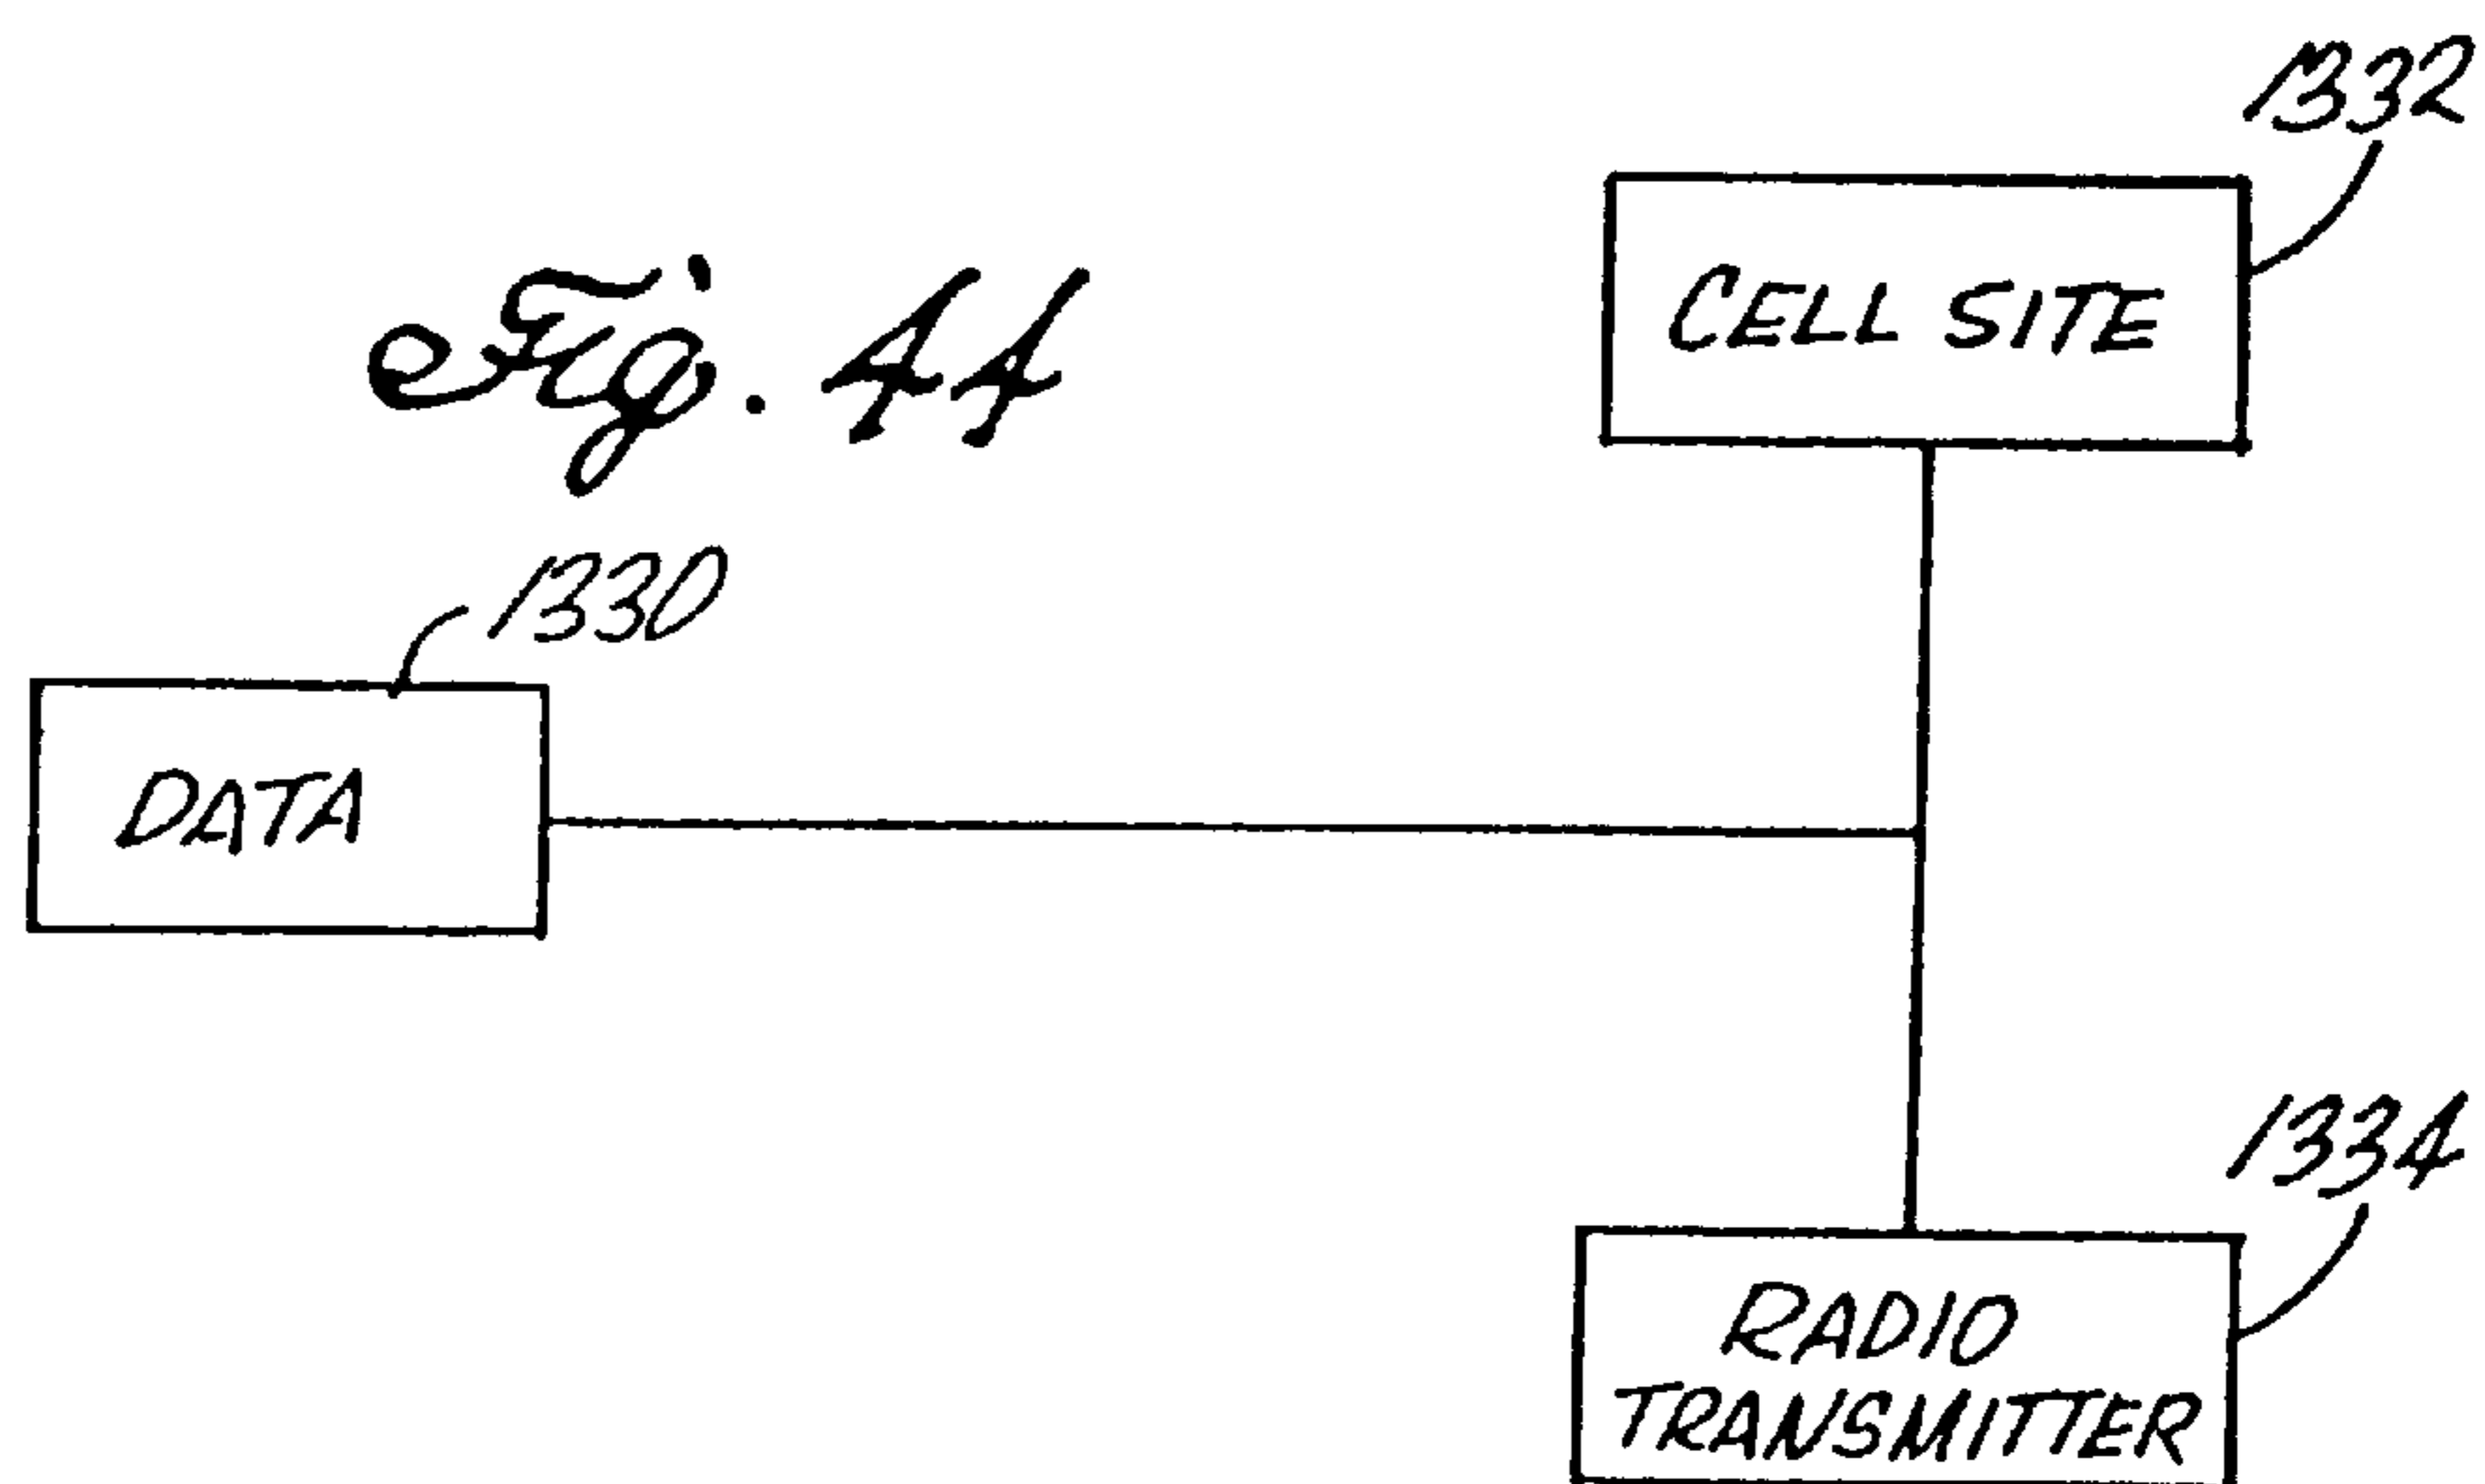 1332
CELL SITE
Fig. 44
1330
DATA
1334
RADIO
TRANSMITTER